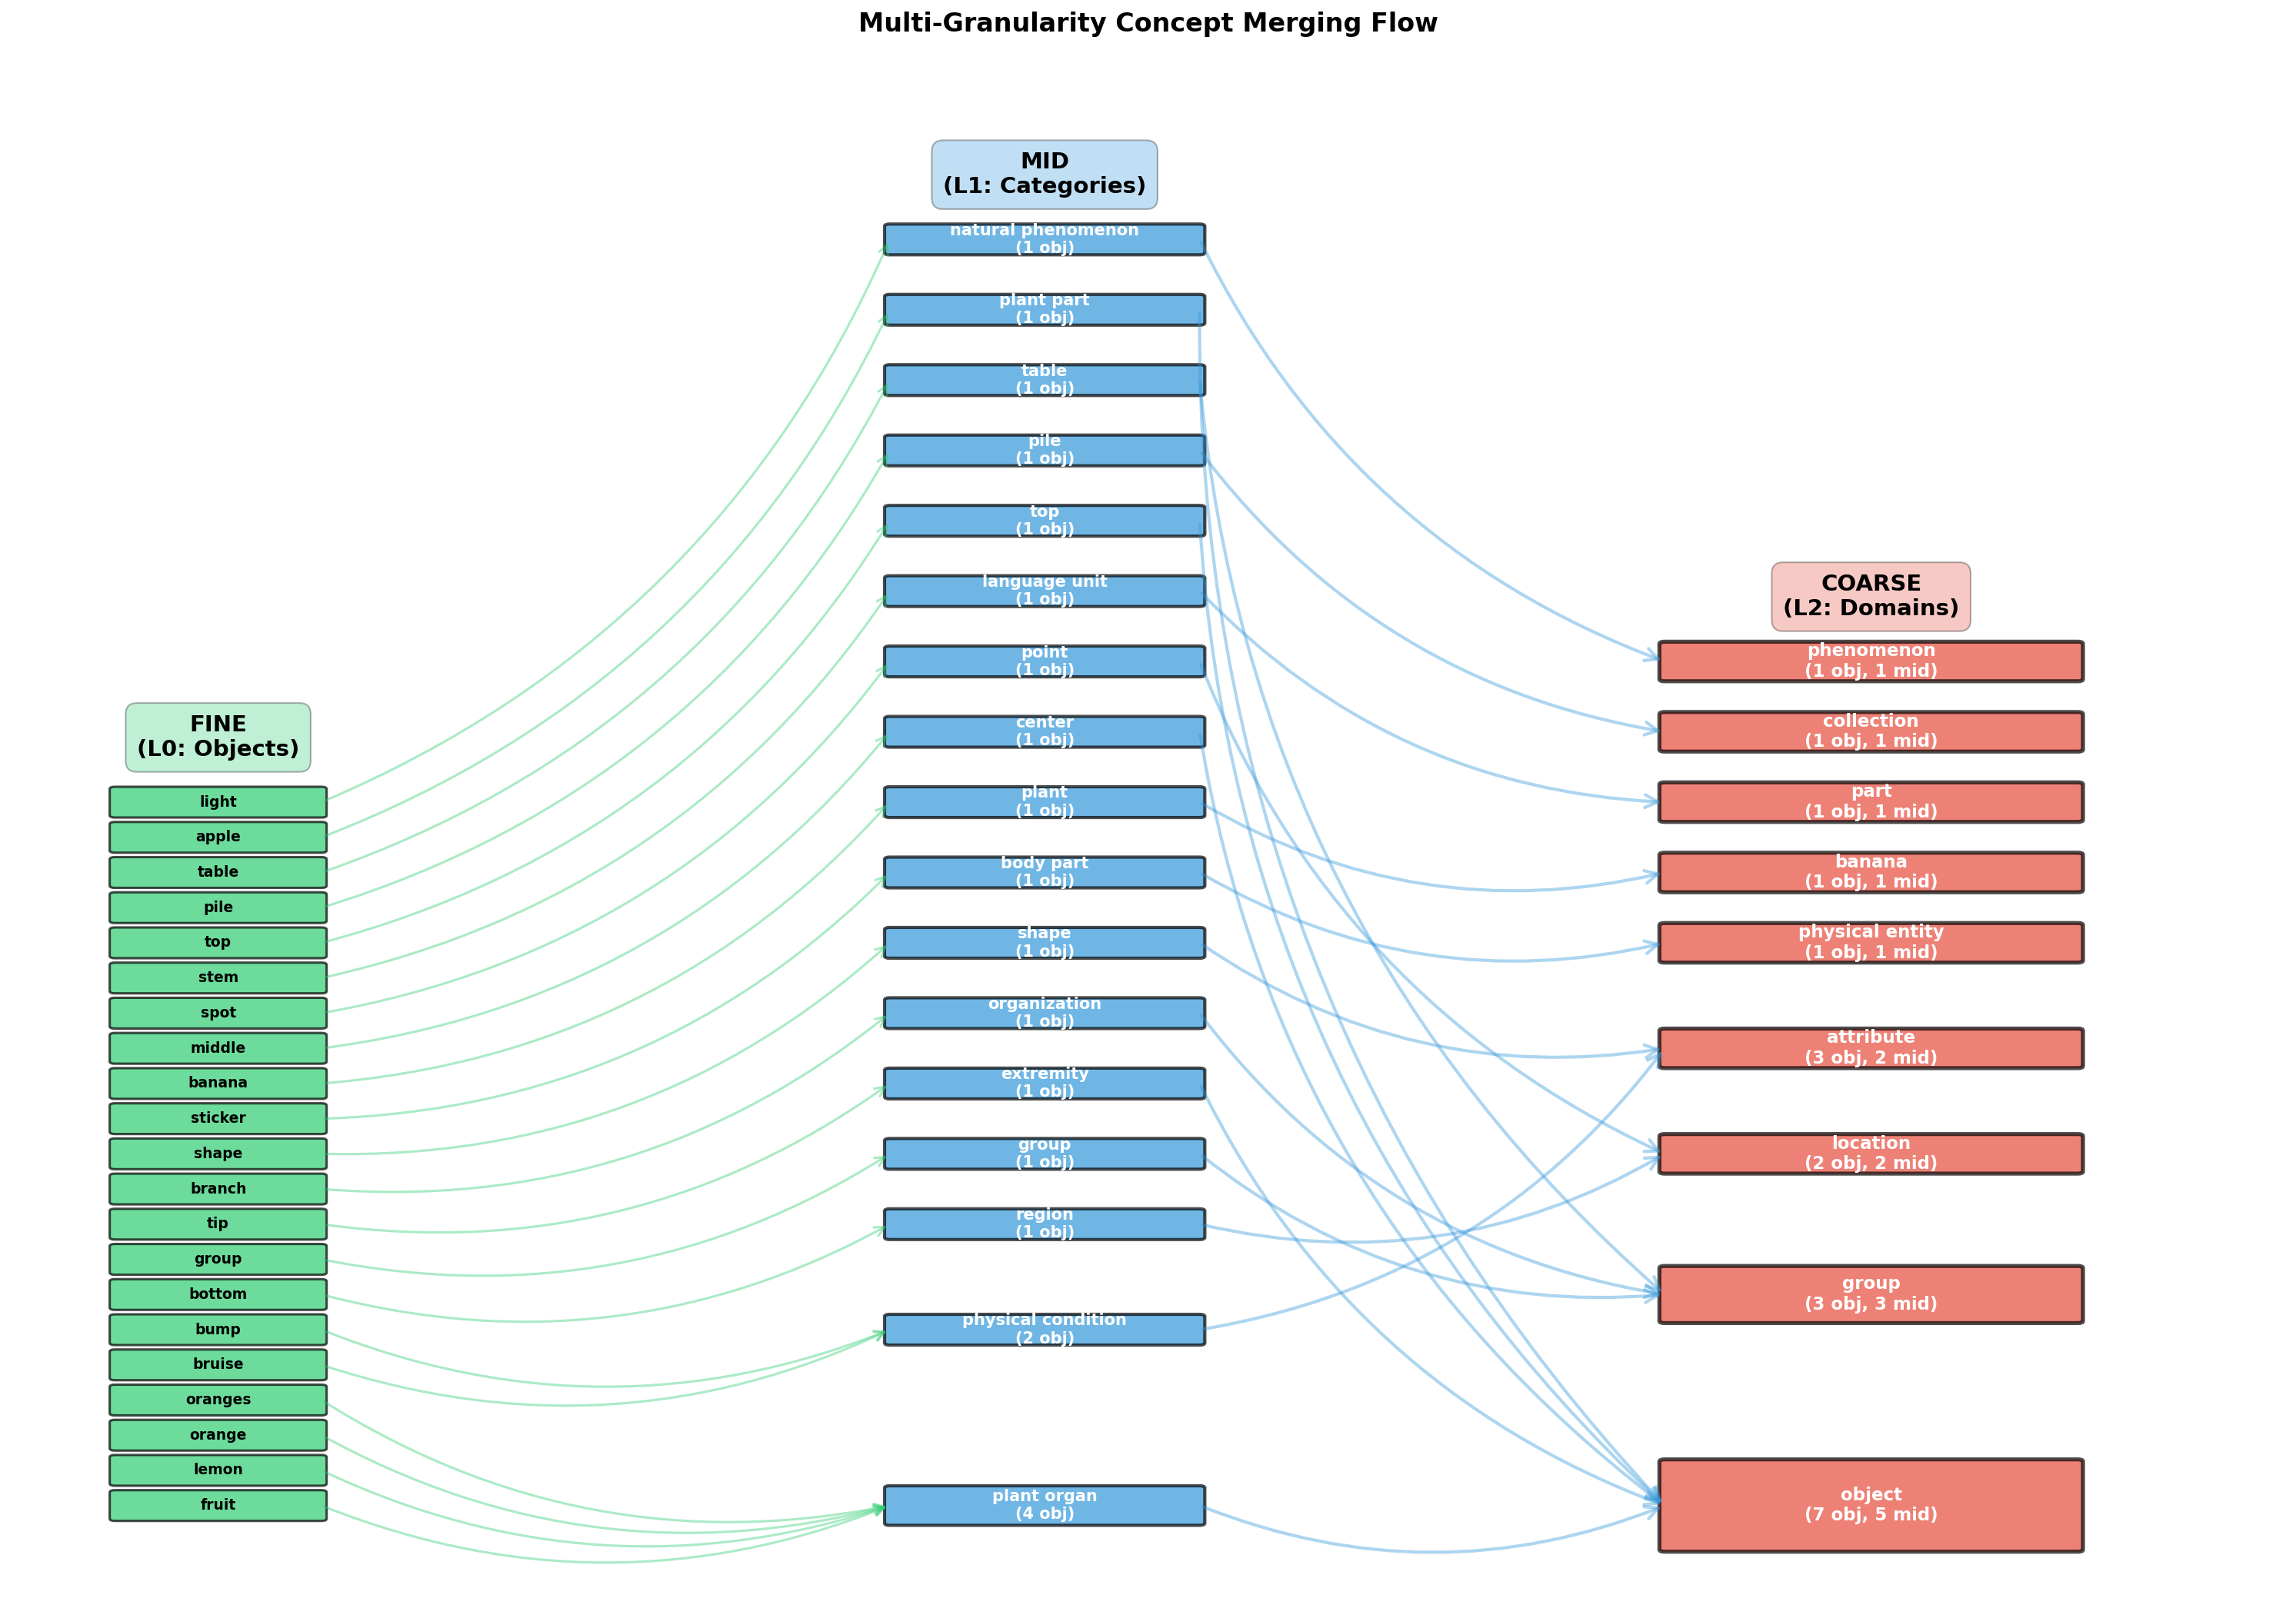 Multi-Granularity Concept Merging Flow
FINE
(L0: Objects)
light
apple
table
pile
top
stem
spot
middle
banana
sticker
shape
branch
tip
group
bottom
bump
bruise
oranges
orange
lemon
fruit
MID
(L1: Categories)
natural phenomenon
(1 obj)
plant part
(1 obj)
table
(1 obj)
pile
(1 obj)
top
(1 obj)
language unit
(1 obj)
point
(1 obj)
center
(1 obj)
plant
(1 obj)
body part
(1 obj)
shape
(1 obj)
organization
(1 obj)
extremity
(1 obj)
group
(1 obj)
region
(1 obj)
physical condition
(2 obj)
plant organ
(4 obj)
COARSE
(L2: Domains)
phenomenon
(1 obj, 1 mid)
collection
(1 obj, 1 mid)
part
(1 obj, 1 mid)
banana
(1 obj, 1 mid)
physical entity
(1 obj, 1 mid)
attribute
(3 obj, 2 mid)
location
(2 obj, 2 mid)
group
(3 obj, 3 mid)
object
(7 obj, 5 mid)